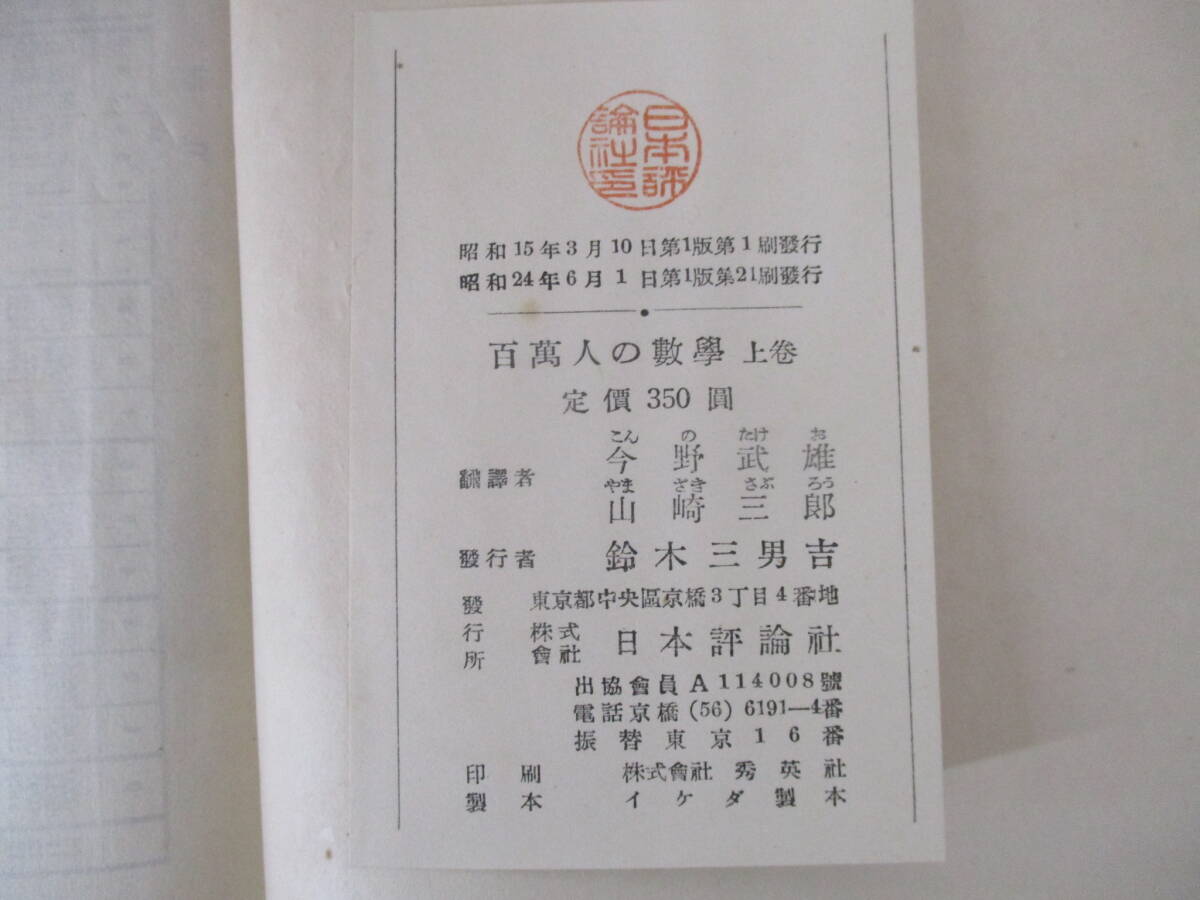 日本評
論社印
昭和15年3月10日第1版第1刷發行
昭和24年6月1日第1版第21刷發行
百萬人の數學 上卷
定價 350 圓
こん の たけ お
今野武雄
飜譯者
やま ざき さぶ ろう
山崎三郎
發行者 鈴木三男吉
發行所
東京都中央區京橋3丁目4番地
株式會社 日本評論社
出協會員 A 114008號
電話京橋 (56) 6191—4番
振替東京 16番
印刷 株式會社 秀英社
製本 イケダ製本